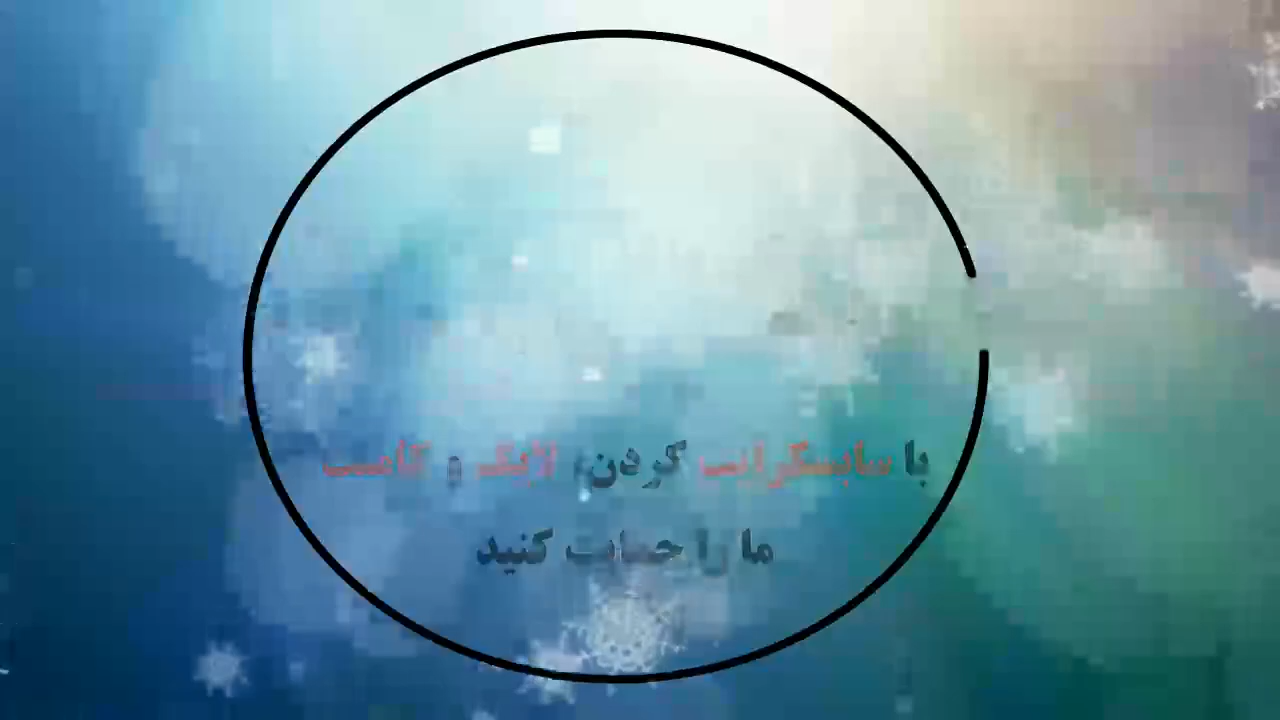 با سابسکرایب کردن، لایک و کامنت
ما را حمایت کنید